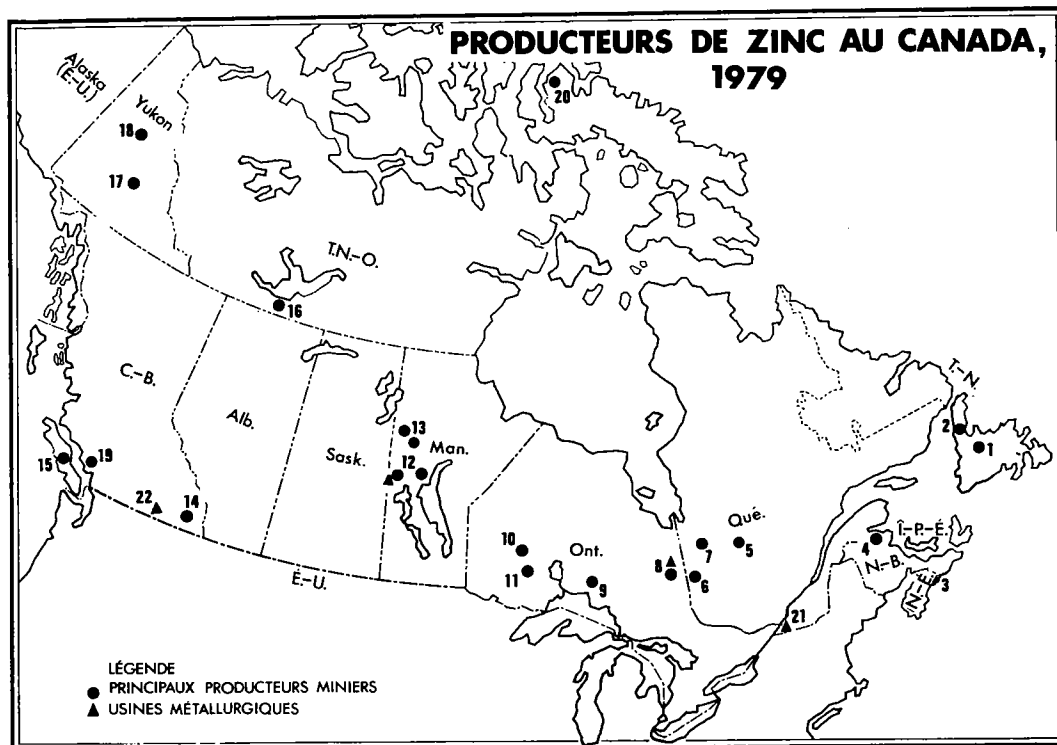 PRODUCTEURS DE ZINC AU CANADA,
1979
Alaska
(É.-U.)
Yukon
20
18
17
T.N.-O.
16
C.-B.
Alb.
Sask.
13
Man.
12
15
19
22
14
É.-U.
10
11
Ont.
9
8
7
6
5
Qué.
T.-N.
2
1
Î.-P.-É.
4
N.-B.
N.-É.
3
21
LÉGENDE
PRINCIPAUX PRODUCTEURS MINIERS
USINES MÉTALLURGIQUES